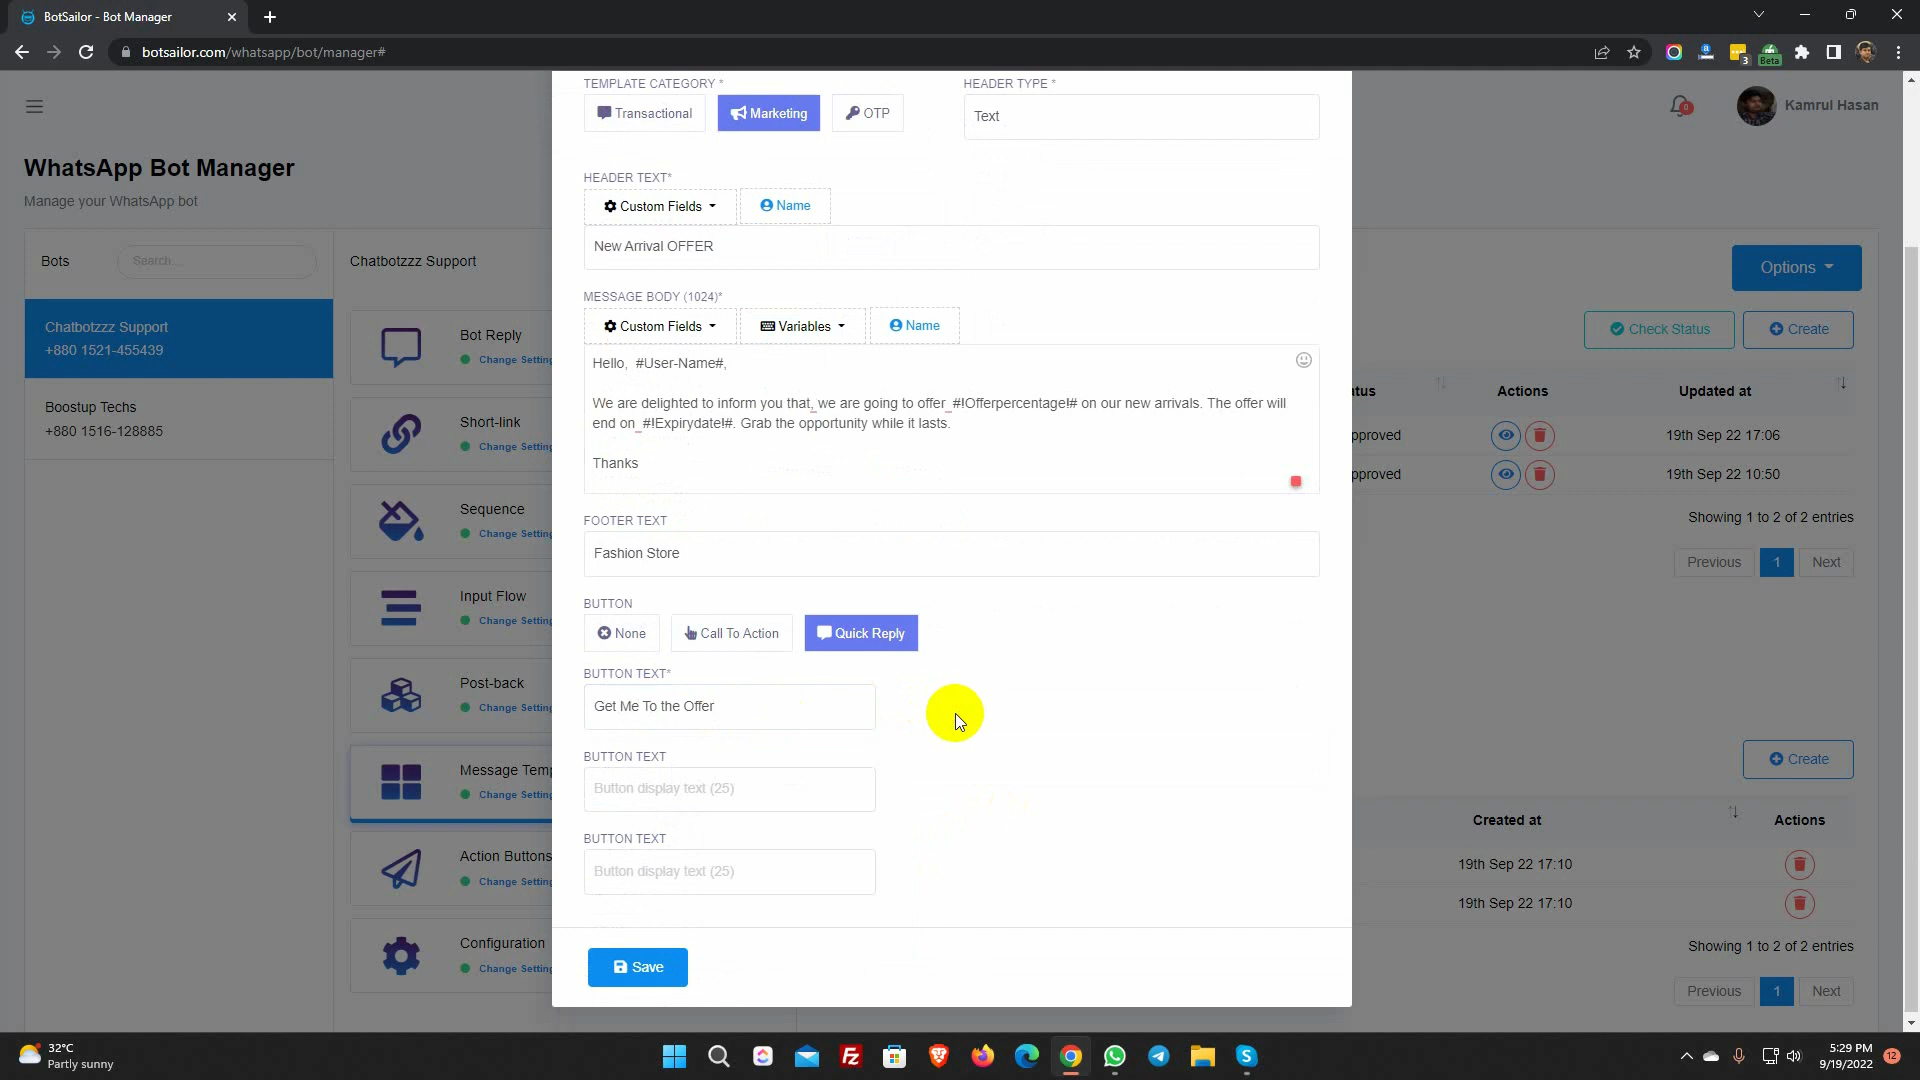 BotSailor - Bot Manager
botsailor.com/whatsapp/bot/manager#
3
Beta
0
Kamrul Hasan
WhatsApp Bot Manager
Manage your WhatsApp bot
Bots
Search...
Chatbotzzz Support
+880 1521-455439
Boostup Techs
+880 1516-128885
Chatbotzzz Support
Bot Reply
Change Setting
Short-link
Change Setting
Sequence
Change Setting
Input Flow
Change Setting
Post-back
Change Setting
Message Temp
Change Setting
Action Buttons
Change Setting
Configuration
Change Setting
TEMPLATE CATEGORY *
Transactional
Marketing
OTP
HEADER TYPE *
Text
HEADER TEXT*
Custom Fields
Name
New Arrival OFFER
MESSAGE BODY (1024)*
Custom Fields
Variables
Name
Hello, #User-Name#,
We are delighted to inform you that, we are going to offer #!Offerpercentage!# on our new arrivals. The offer will
end on #!Expirydate!#. Grab the opportunity while it lasts.
Thanks
FOOTER TEXT
Fashion Store
BUTTON
None
Call To Action
Quick Reply
BUTTON TEXT*
Get Me To the Offer
BUTTON TEXT
Button display text (25)
BUTTON TEXT
Button display text (25)
Save
Options
Check Status
Create
atus
Actions
Updated at
pproved
19th Sep 22 17:06
pproved
19th Sep 22 10:50
Showing 1 to 2 of 2 entries
Previous
1
Next
Create
Created at
Actions
19th Sep 22 17:10
19th Sep 22 17:10
Showing 1 to 2 of 2 entries
Previous
1
Next
32°C
Partly sunny
5:29 PM
9/19/2022
12